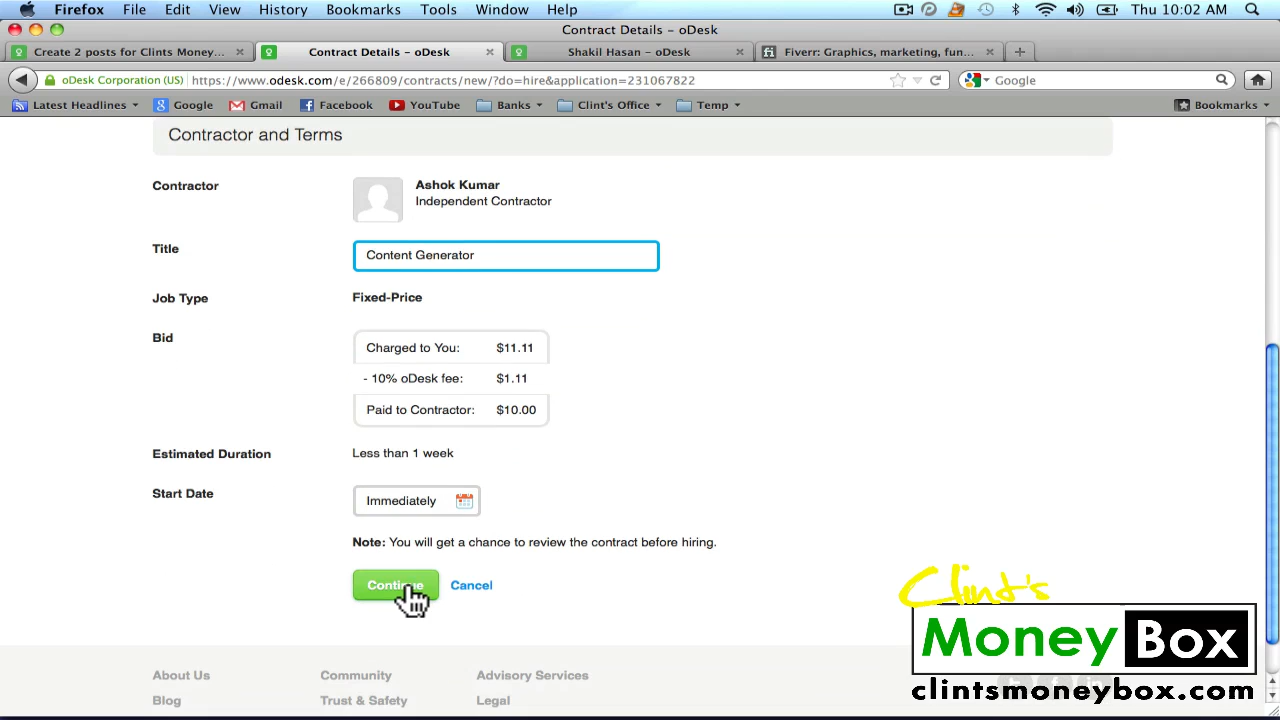 Firefox File Edit View History Bookmarks Tools Window Help Thu 10:02 AM
Contract Details – oDesk
Create 2 posts for Clints Money... Contract Details – oDesk Shakil Hasan – oDesk Fiverr: Graphics, marketing, fun...
oDesk Corporation (US) https://www.odesk.com/e/266809/contracts/new/?do=hire&application=231067822 Google
Latest Headlines Google Gmail Facebook YouTube Banks Clint's Office Temp Bookmarks
Contractor and Terms
Contractor
Ashok Kumar
Independent Contractor
Title Content Generator
Job Type Fixed-Price
Bid
Charged to You: $11.11
- 10% oDesk fee: $1.11
Paid to Contractor: $10.00
Estimated Duration Less than 1 week
Start Date Immediately
Note: You will get a chance to review the contract before hiring.
Continue Cancel
Clint's
MoneyBox
clintsmoneybox.com
About Us Community Advisory Services
Blog Trust & Safety Legal